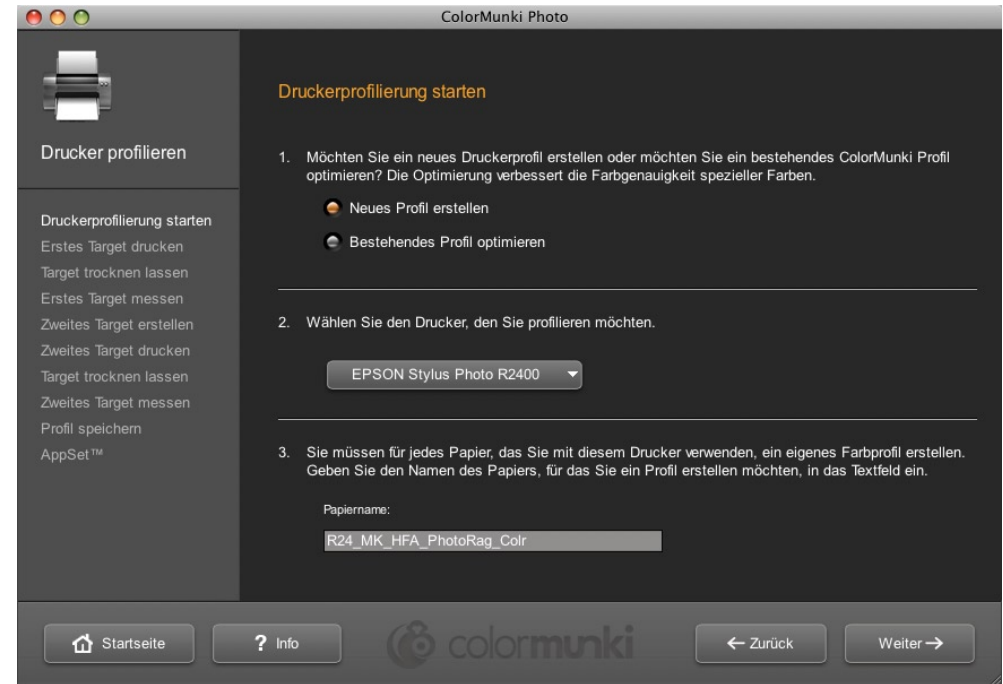 ColorMunki Photo
Drucker profilieren
Druckerprofilierung starten
Erstes Target drucken
Target trocknen lassen
Erstes Target messen
Zweites Target erstellen
Zweites Target drucken
Target trocknen lassen
Zweites Target messen
Profil speichern
AppSet™
Druckerprofilierung starten
1. Möchten Sie ein neues Druckerprofil erstellen oder möchten Sie ein bestehendes ColorMunki Profil
optimieren? Die Optimierung verbessert die Farbgenauigkeit spezieller Farben.
Neues Profil erstellen
Bestehendes Profil optimieren
2. Wählen Sie den Drucker, den Sie profilieren möchten.
EPSON Stylus Photo R2400
3. Sie müssen für jedes Papier, das Sie mit diesem Drucker verwenden, ein eigenes Farbprofil erstellen.
Geben Sie den Namen des Papiers, für das Sie ein Profil erstellen möchten, in das Textfeld ein.
Papiername:
R24_MK_HFA_PhotoRag_Colr
Startseite
? Info
colormunki
← Zurück
Weiter →